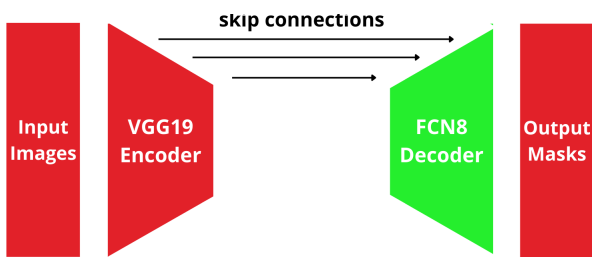 skip connections
Input
Images
VGG19
Encoder
FCN8
Decoder
Output
Masks